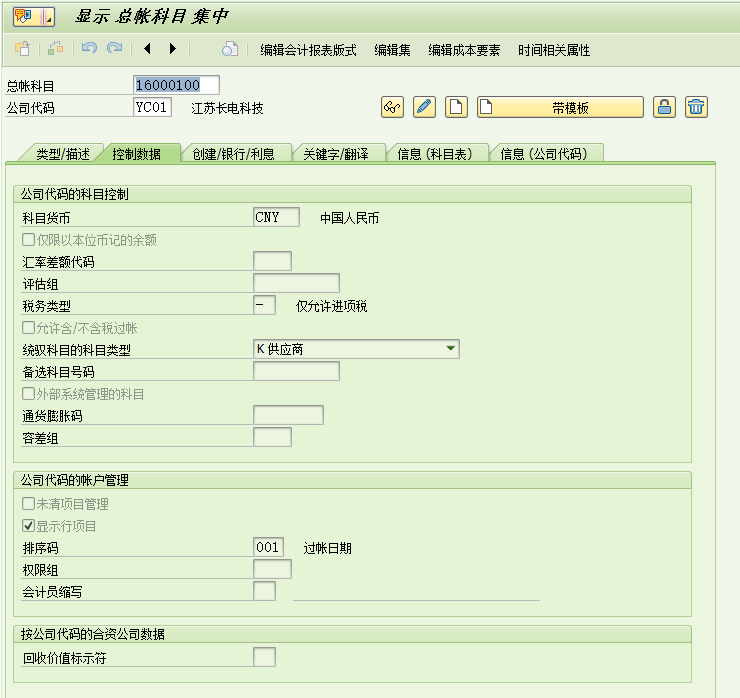 显示 总帐科目 集中
编辑会计报表版式 编辑集 编辑成本要素 时间相关属性
总帐科目 16000100
公司代码 YC01 江苏长电科技
带模板
类型/描述 控制数据 创建/银行/利息 关键字/翻译 信息（科目表） 信息（公司代码）
公司代码的科目控制
科目货币 CNY 中国人民币
仅限以本位币记的余额
汇率差额代码
评估组
税务类型 - 仅允许进项税
允许含/不含税过帐
统驭科目的科目类型 K 供应商
备选科目号码
外部系统管理的科目
通货膨胀码
容差组
公司代码的帐户管理
未清项目管理
显示行项目
排序码 001 过帐日期
权限组
会计员缩写
按公司代码的合资公司数据
回收价值标示符